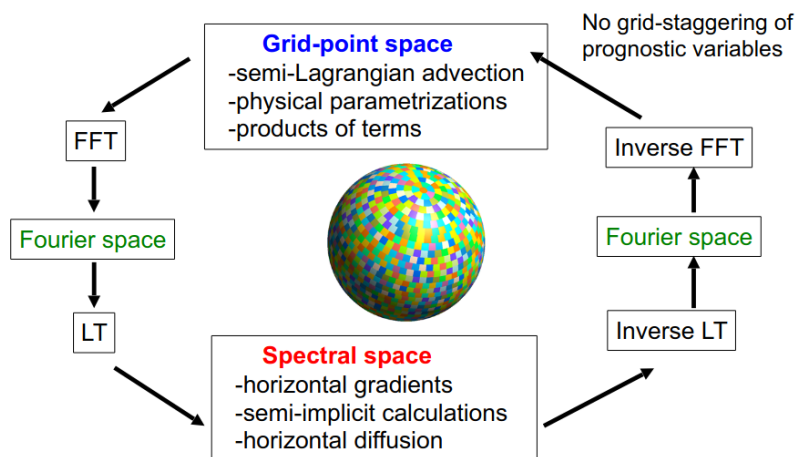 No grid-staggering of
prognostic variables
Grid-point space
-semi-Lagrangian advection
-physical parametrizations
-products of terms
FFT
Inverse FFT
Fourier space
Fourier space
LT
Inverse LT
Spectral space
-horizontal gradients
-semi-implicit calculations
-horizontal diffusion